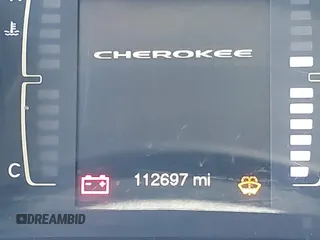 CHEROKEE
C
112697 mi
DREAMBID